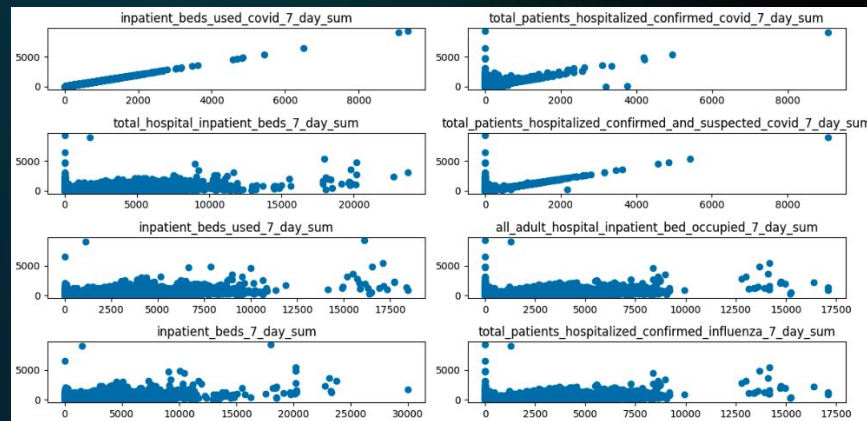 inpatient_beds_used_covid_7_day_sum
total_patients_hospitalized_confirmed_covid_7_day_sum
5000
0
0 2000 4000 6000 8000
5000
0
0 2000 4000 6000 8000
total_hospital_inpatient_beds_7_day_sum
total_patients_hospitalized_confirmed_and_suspected_covid_7_day_sum
5000
0
0 5000 10000 15000 20000
5000
0
0 2000 4000 6000 8000
inpatient_beds_used_7_day_sum
all_adult_hospital_inpatient_bed_occupied_7_day_sum
5000
0
0 2500 5000 7500 10000 12500 15000 17500
5000
0
0 2500 5000 7500 10000 12500 15000 17500
inpatient_beds_7_day_sum
total_patients_hospitalized_confirmed_influenza_7_day_sum
5000
0
0 5000 10000 15000 20000 25000 30000
5000
0
0 2500 5000 7500 10000 12500 15000 17500